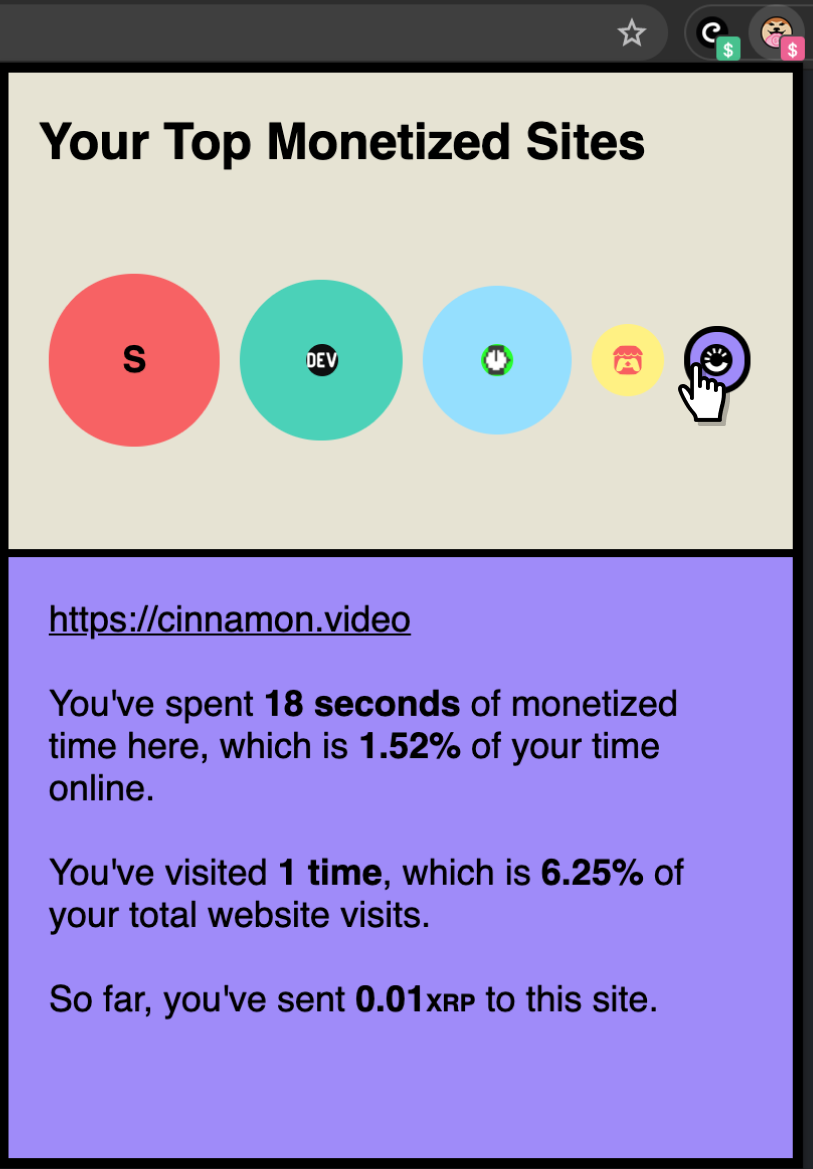 $ $
Your Top Monetized Sites
S DEV
https://cinnamon.video
You've spent 18 seconds of monetized
time here, which is 1.52% of your time
online.
You've visited 1 time, which is 6.25% of
your total website visits.
So far, you've sent 0.01XRP to this site.